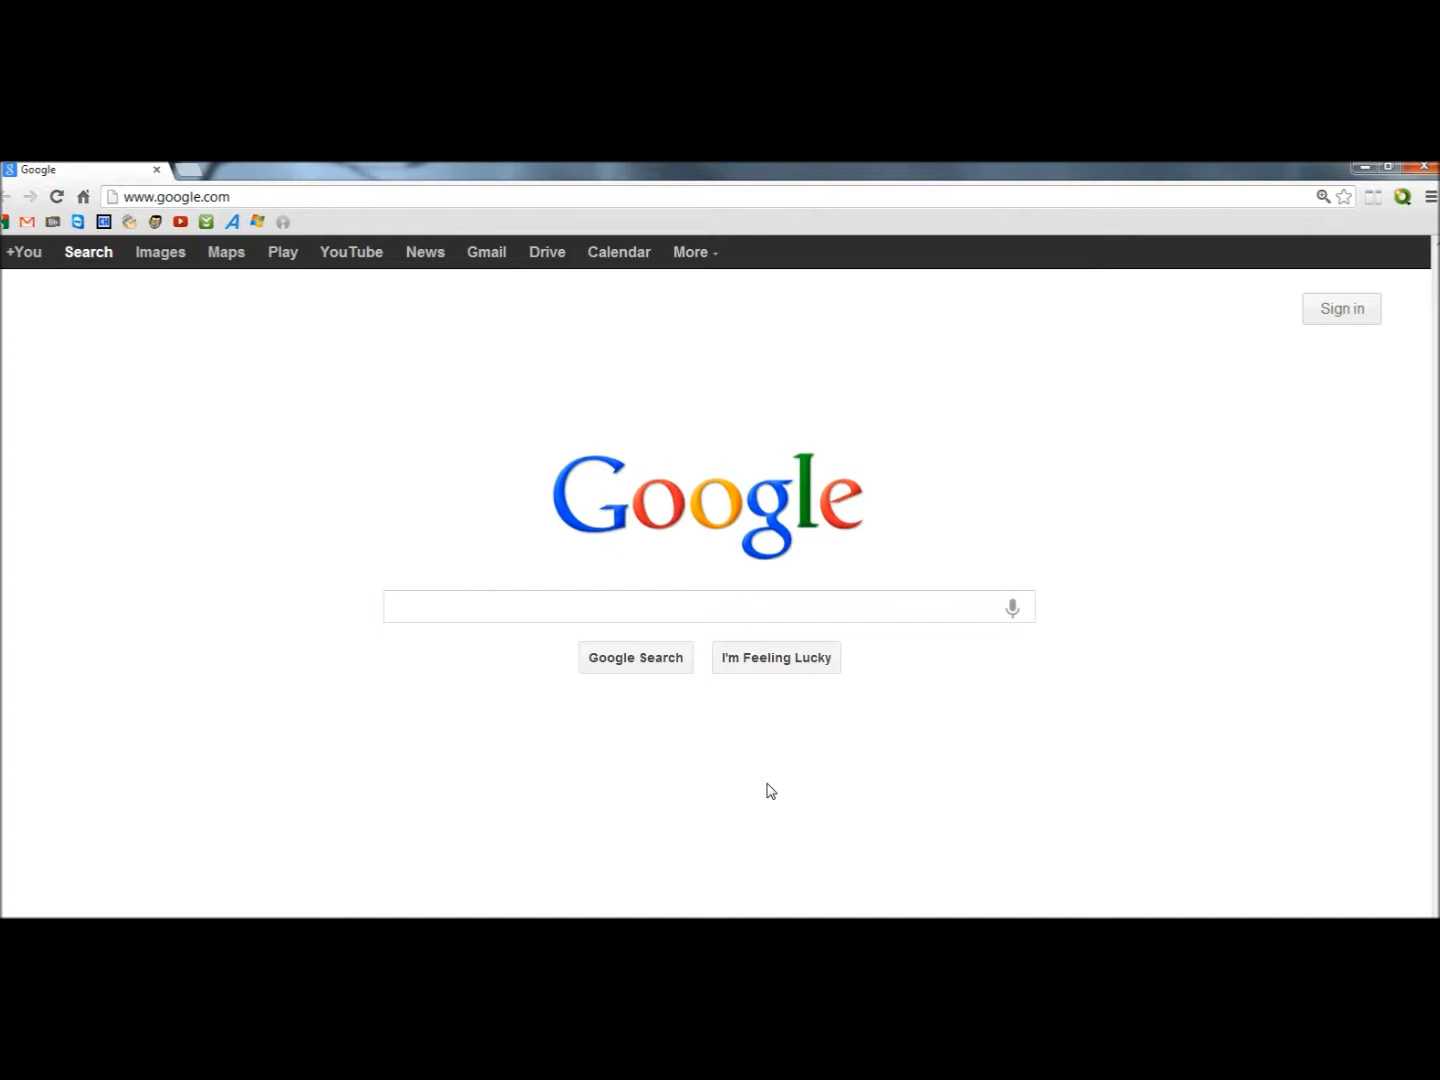 Google
www.google.com
+You Search Images Maps Play YouTube News Gmail Drive Calendar More
Sign in
Google
Google Search I'm Feeling Lucky